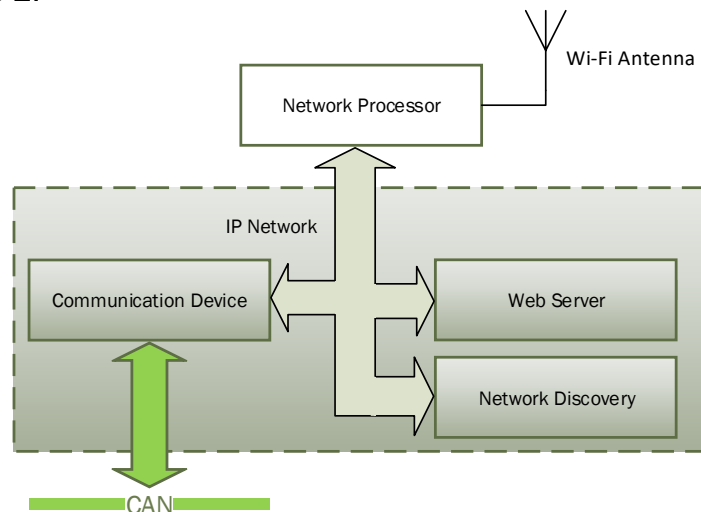 Wi-Fi Antenna
Network Processor
IP Network
Communication Device
Web Server
Network Discovery
CAN